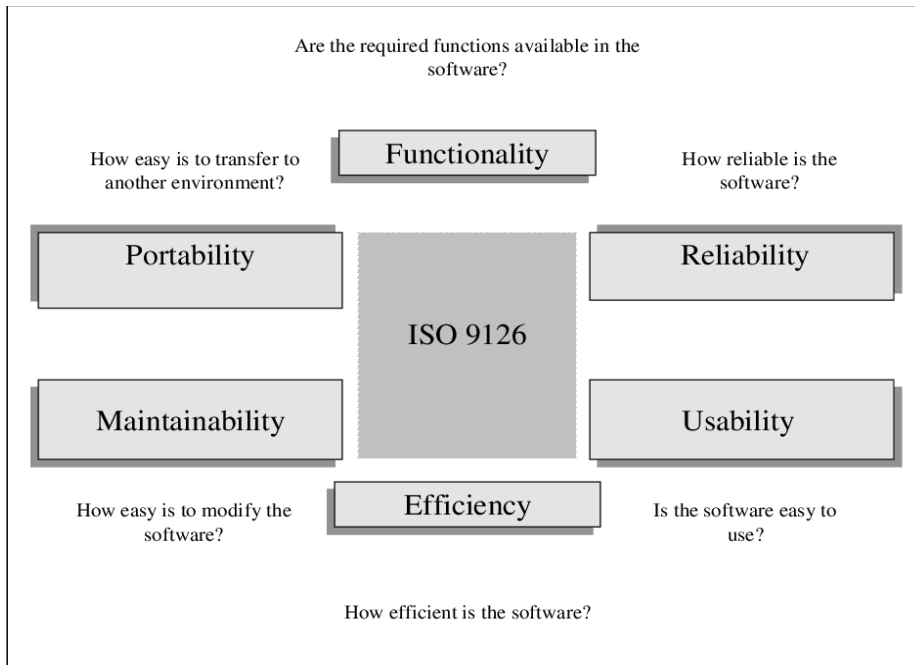 Are the required functions available in the
software?
Functionality
How easy is to transfer to
another environment?
How reliable is the
software?
Portability
Reliability
ISO 9126
Maintainability
Usability
Efficiency
How easy is to modify the
software?
Is the software easy to
use?
How efficient is the software?